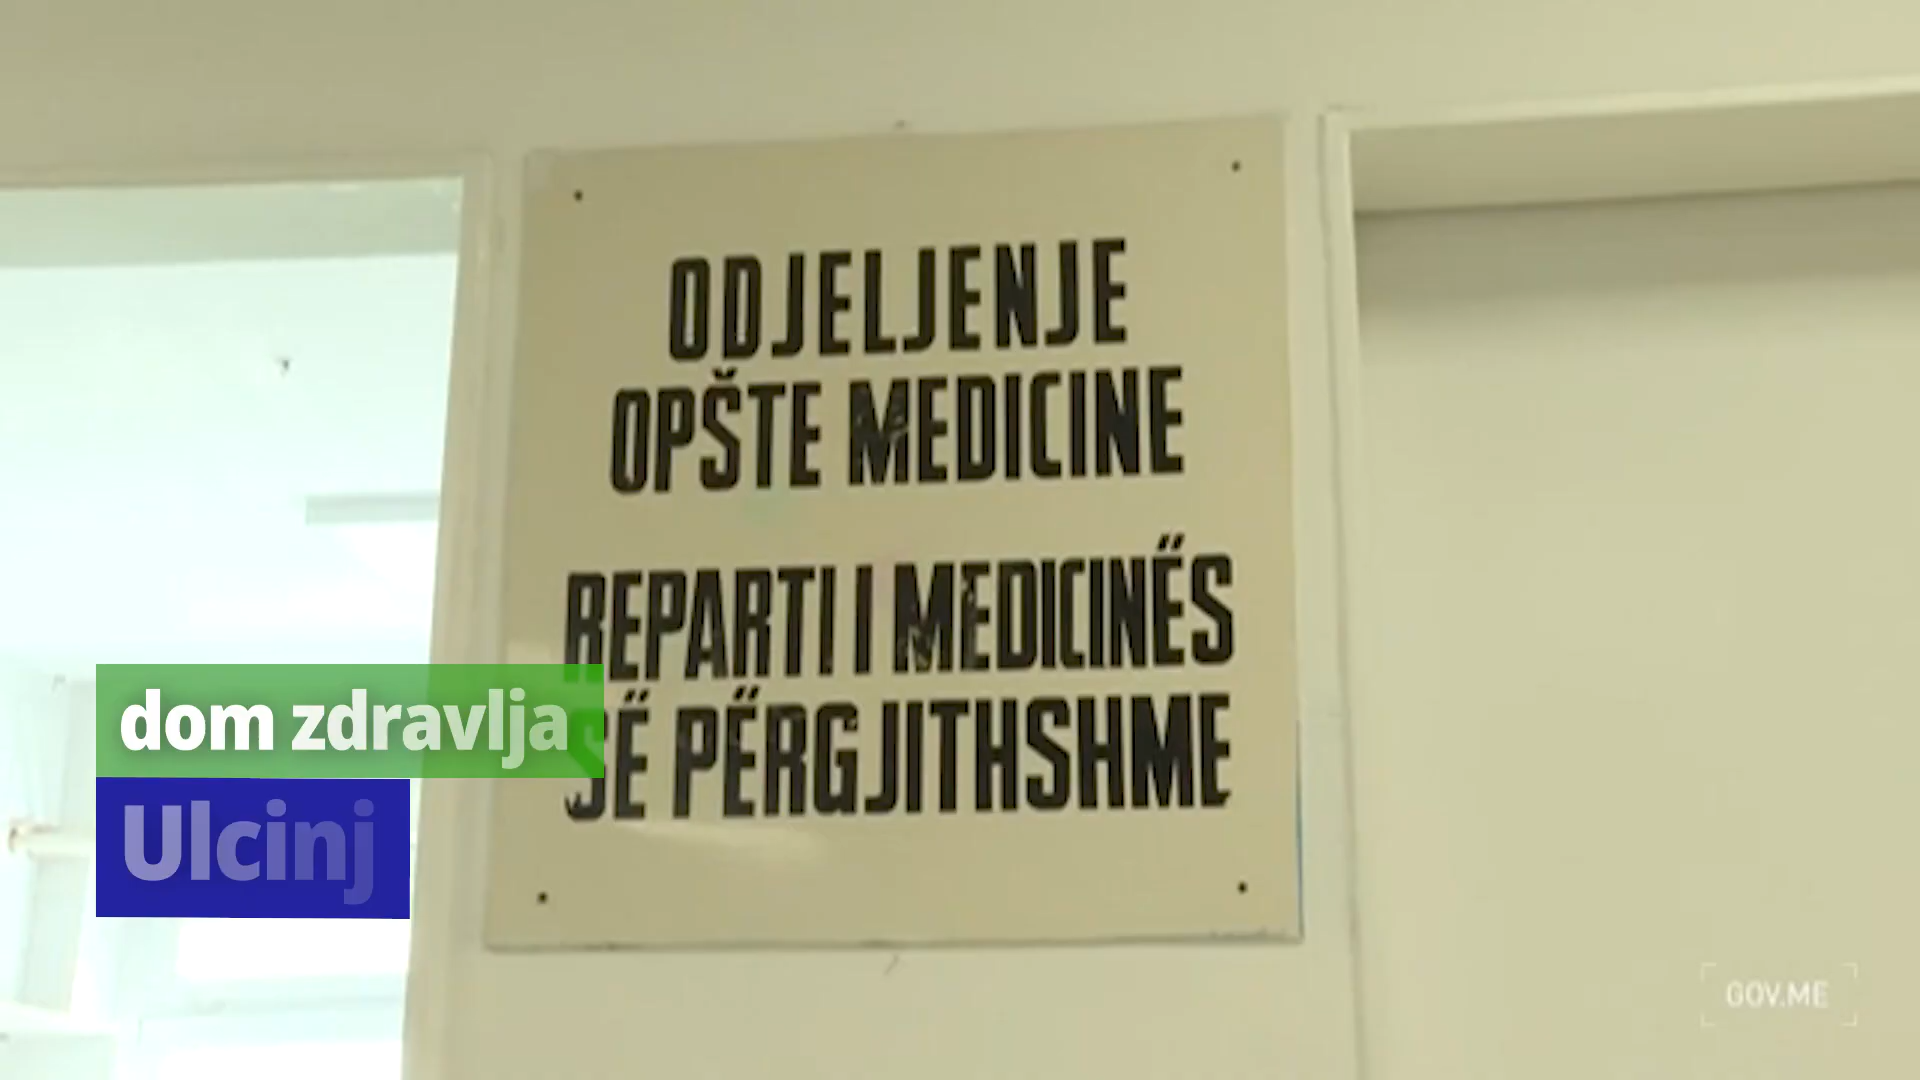 ODJELJENJE
OPŠTE MEDICINE
REPARTI I MEDICINËS
SË PËRGJITHSHME
dom zdravlja
Ulcinj
GOV.ME